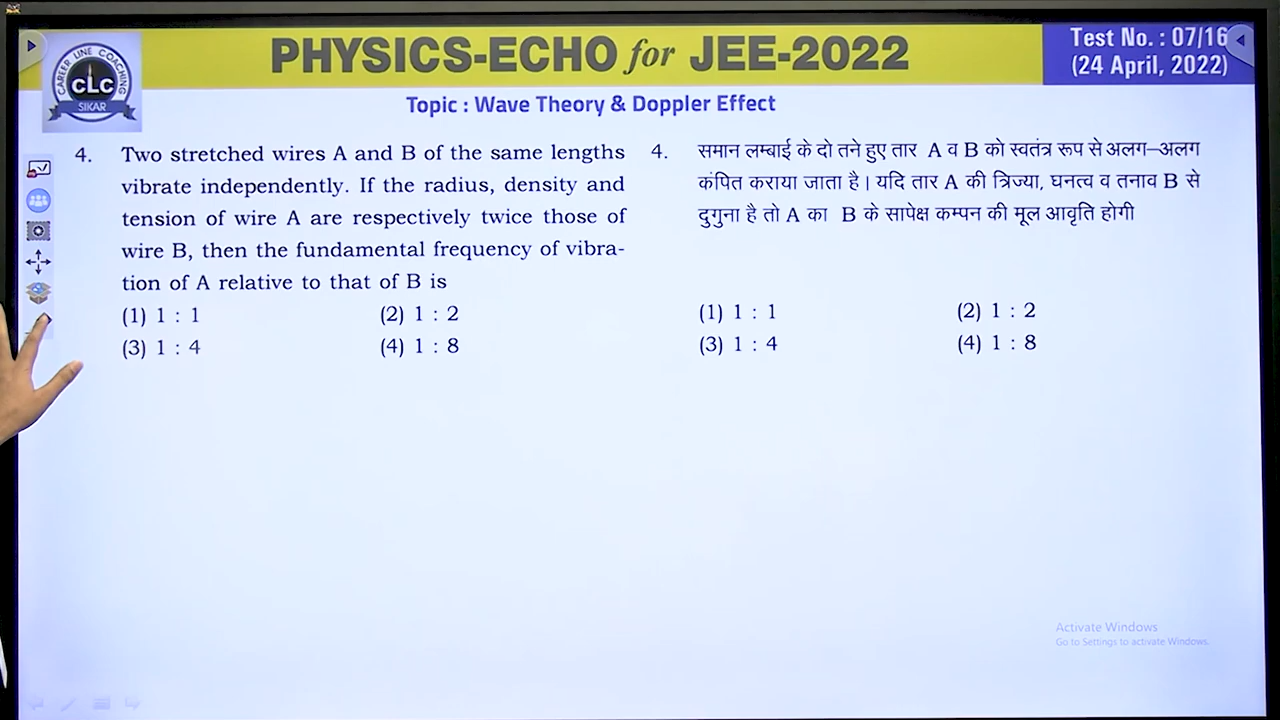 PHYSICS-ECHO for JEE-2022
Test No. : 07/16
(24 April, 2022)
CAREER LINE COACHING
CLC
SIKAR
Topic : Wave Theory & Doppler Effect
4. Two stretched wires A and B of the same lengths
vibrate independently. If the radius, density and
tension of wire A are respectively twice those of
wire B, then the fundamental frequency of vibra-
tion of A relative to that of B is
(1) 1 : 1 (2) 1 : 2
(3) 1 : 4 (4) 1 : 8
4. समान लम्बाई के दो तने हुए तार A व B को स्वतंत्र रूप से अलग–अलग
कंपित कराया जाता है। यदि तार A की त्रिज्या, घनत्व व तनाव B से
दुगुना है तो A का B के सापेक्ष कम्पन की मूल आवृति होगी
(1) 1 : 1 (2) 1 : 2
(3) 1 : 4 (4) 1 : 8
Activate Windows
Go to Settings to activate Windows.